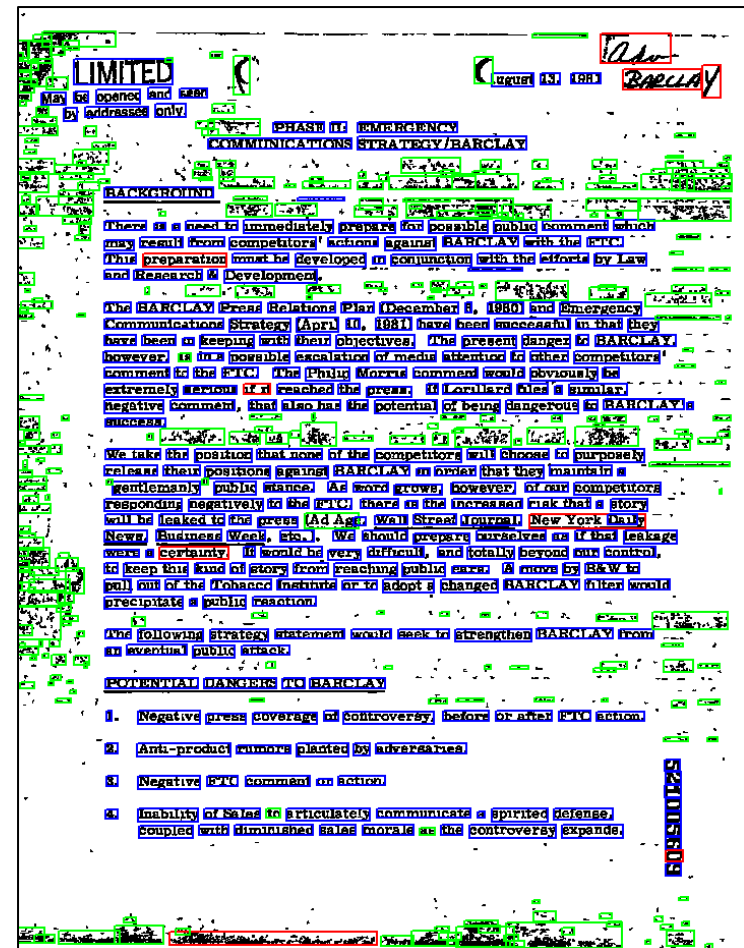 adv
BARCLAY
LIMITED
May be opened and seen
by addressee only.
August 13, 1981
PHASE II: EMERGENCY
COMMUNICATIONS STRATEGY/BARCLAY
BACKGROUND
There is a need to immediately prepare for possible public comment which
may result from competitors' actions against BARCLAY with the FTC.
This preparation must be developed in conjunction with the efforts by Law
and Research & Development.
The BARCLAY Press Relations Plan (December 8, 1980) and Emergency
Communications Strategy (April 10, 1981) have been successful in that they
have been in keeping with their objectives. The present danger to BARCLAY,
however, is in a possible escalation of media attention to other competitors'
comment to the FTC. The Philip Morris comment would obviously be
extremely serious if it reached the press. If Lorillard files a similar,
negative comment, that also has the potential of being dangerous to BARCLAY's
success.
We take the position that none of the competitors will choose to purposely
release their positions against BARCLAY in order that they maintain a
"gentlemanly" public stance. As word grows, however, of our competitors
responding negatively to the FTC, there is the increased risk that a story
will be leaked to the press (Ad Age, Wall Street Journal, New York Daily
News, Business Week, etc.). We should prepare ourselves as if that leakage
were a certainty. It would be very difficult, and totally beyond our control,
to keep this kind of story from reaching public ears. A move by B&W to
pull out of the Tobacco Institute or to adopt a changed BARCLAY filter would
precipitate a public reaction.
The following strategy statement would seek to strengthen BARCLAY from
an eventual public attack.
POTENTIAL DANGERS TO BARCLAY
1. Negative press coverage of controversy, before or after FTC action.
2. Anti-product rumors planted by adversaries.
3. Negative FTC comment or action.
4. Inability of Sales to articulately communicate a spirited defense,
coupled with diminished sales morale as the controversy expands.